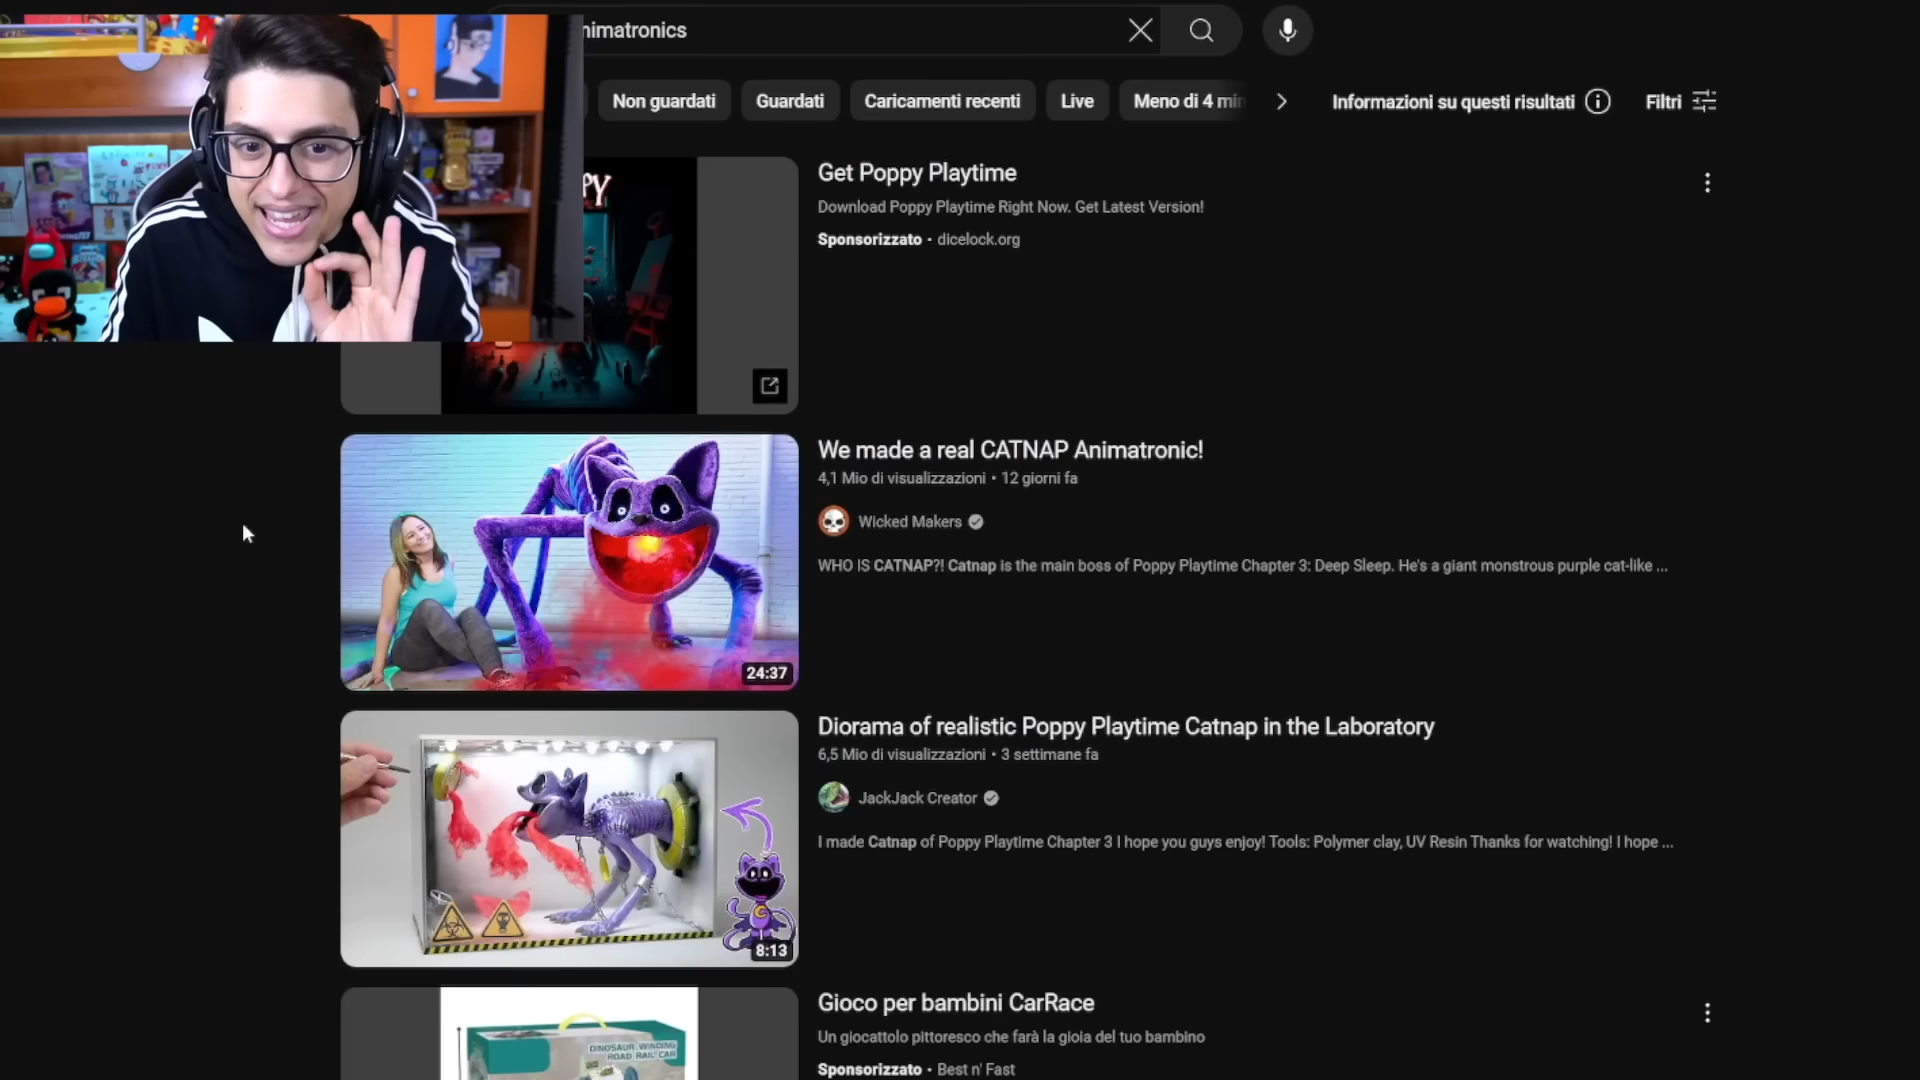 nimatronics
Non guardati
Guardati
Caricamenti recenti
Live
Meno di 4 min
Informazioni su questi risultati
Filtri
PY
Get Poppy Playtime
Download Poppy Playtime Right Now. Get Latest Version!
Sponsorizzato • dicelock.org
We made a real CATNAP Animatronic!
4,1 Mio di visualizzazioni • 12 giorni fa
Wicked Makers
WHO IS CATNAP?! Catnap is the main boss of Poppy Playtime Chapter 3: Deep Sleep. He's a giant monstrous purple cat-like ...
24:37
Diorama of realistic Poppy Playtime Catnap in the Laboratory
6,5 Mio di visualizzazioni • 3 settimane fa
JackJack Creator
I made Catnap of Poppy Playtime Chapter 3 I hope you guys enjoy! Tools: Polymer clay, UV Resin Thanks for watching! I hope ...
8:13
Gioco per bambini CarRace
Un giocattolo pittoresco che farà la gioia del tuo bambino
Sponsorizzato • Best n' Fast
DINOSAUR WINDING
ROAD RAIL CAR